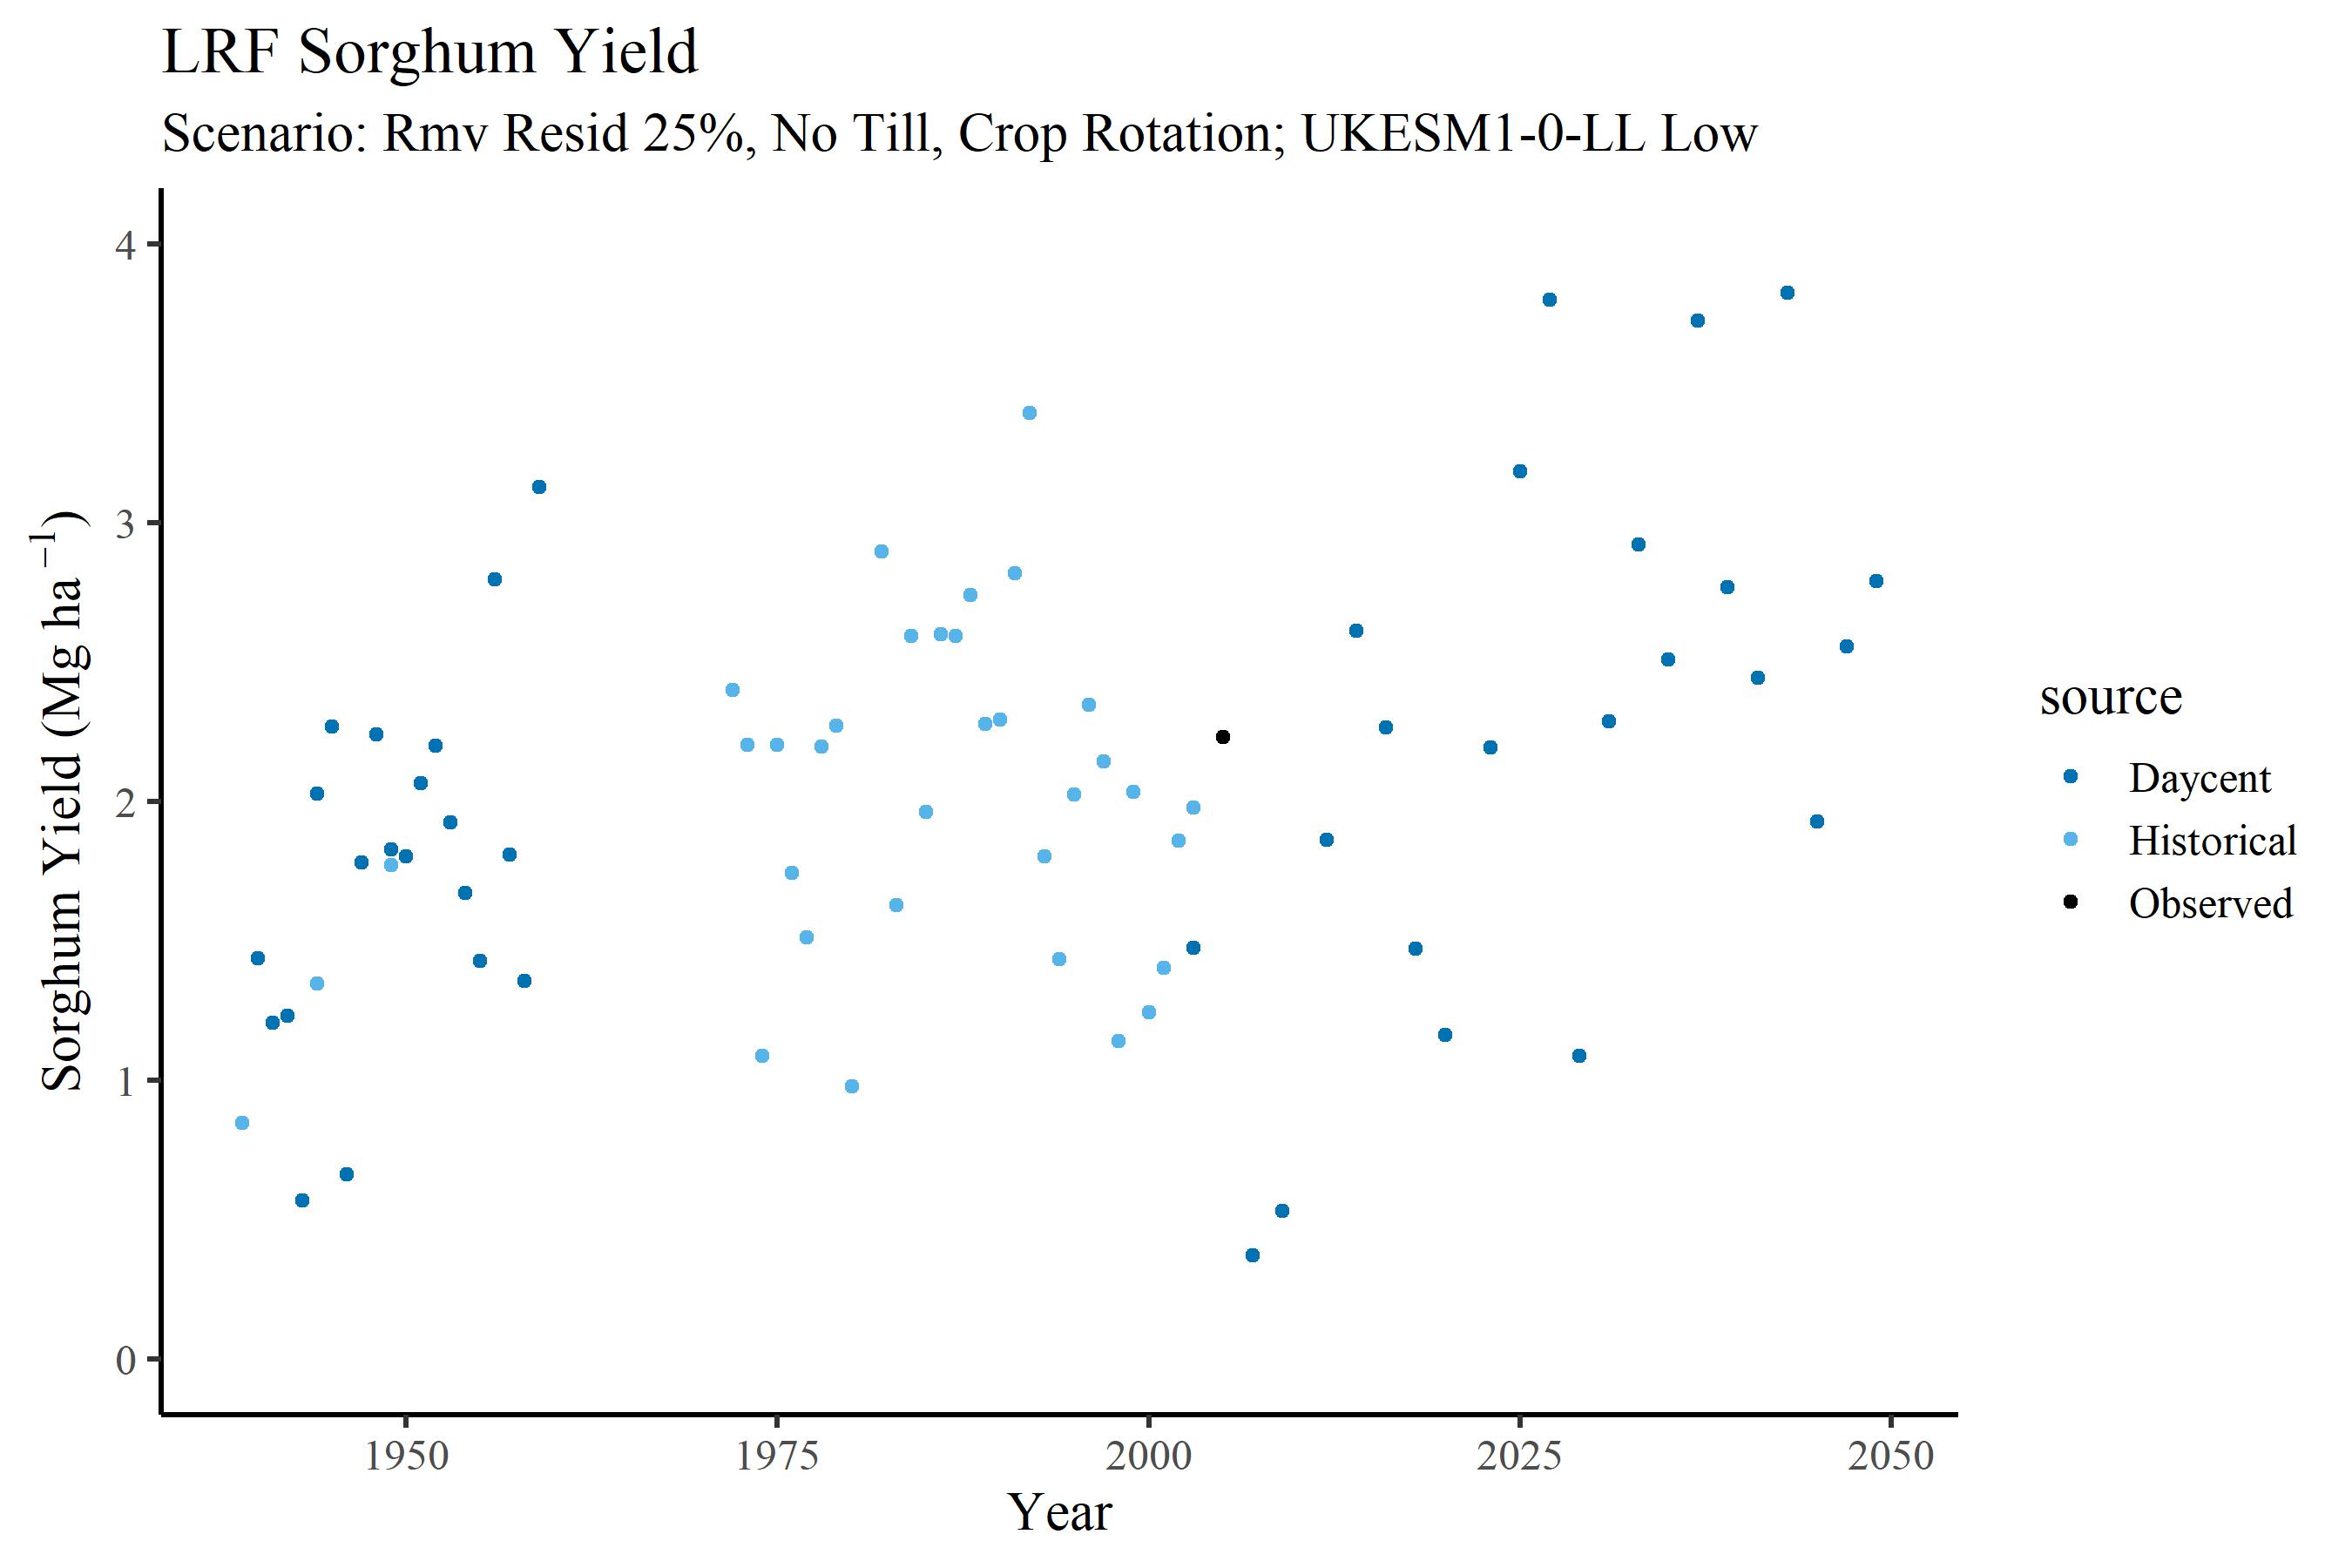 LRF Sorghum Yield
Scenario: Rmv Resid 25%, No Till, Crop Rotation; UKESM1-0-LL Low
Sorghum Yield (Mg ha⁻¹)
4
3
2
1
0
1950 1975 2000 2025 2050
Year
source
Daycent
Historical
Observed